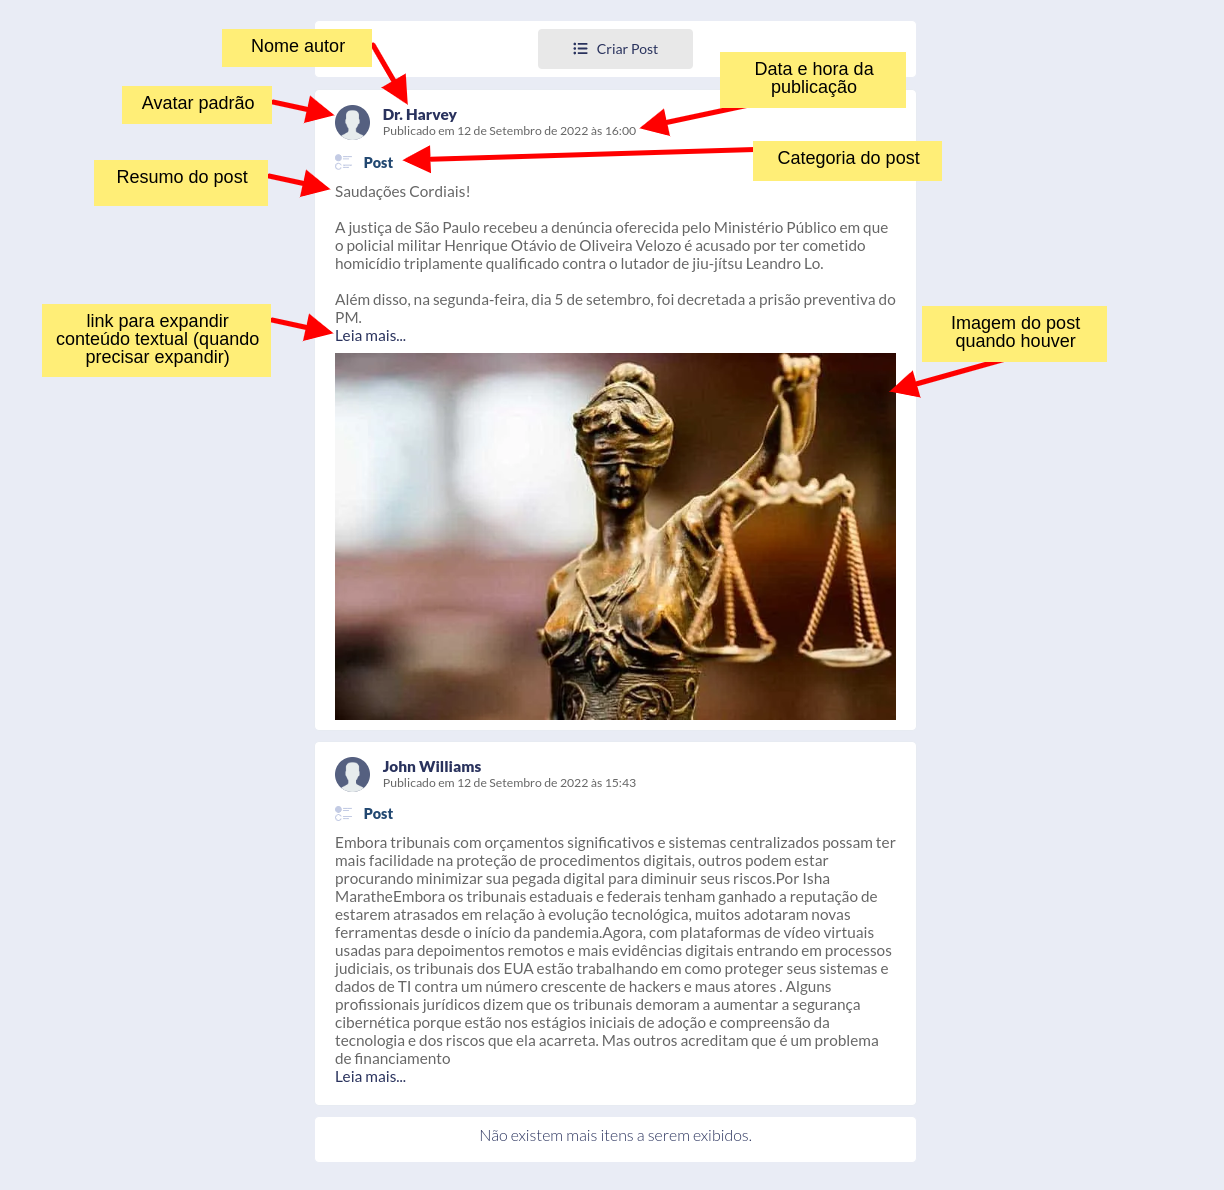 Nome autor
Criar Post
Data e hora da
publicação
Avatar padrão
Dr. Harvey
Publicado em 12 de Setembro de 2022 às 16:00
Categoria do post
Post
Resumo do post
Saudações Cordiais!
A justiça de São Paulo recebeu a denúncia oferecida pelo Ministério Público em que
o policial militar Henrique Otávio de Oliveira Velozo é acusado por ter cometido
homicídio triplamente qualificado contra o lutador de jiu-jítsu Leandro Lo.
Além disso, na segunda-feira, dia 5 de setembro, foi decretada a prisão preventiva do
PM.
Leia mais...
link para expandir
conteúdo textual (quando
precisar expandir)
Imagem do post
quando houver
John Williams
Publicado em 12 de Setembro de 2022 às 15:43
Post
Embora tribunais com orçamentos significativos e sistemas centralizados possam ter
mais facilidade na proteção de procedimentos digitais, outros podem estar
procurando minimizar sua pegada digital para diminuir seus riscos.Por Isha
MaratheEmbora os tribunais estaduais e federais tenham ganhado a reputação de
estarem atrasados em relação à evolução tecnológica, muitos adotaram novas
ferramentas desde o início da pandemia.Agora, com plataformas de vídeo virtuais
usadas para depoimentos remotos e mais evidências digitais entrando em processos
judiciais, os tribunais dos EUA estão trabalhando em como proteger seus sistemas e
dados de TI contra um número crescente de hackers e maus atores . Alguns
profissionais jurídicos dizem que os tribunais demoram a aumentar a segurança
cibernética porque estão nos estágios iniciais de adoção e compreensão da
tecnologia e dos riscos que ela acarreta. Mas outros acreditam que é um problema
de financiamento
Leia mais...
Não existem mais itens a serem exibidos.